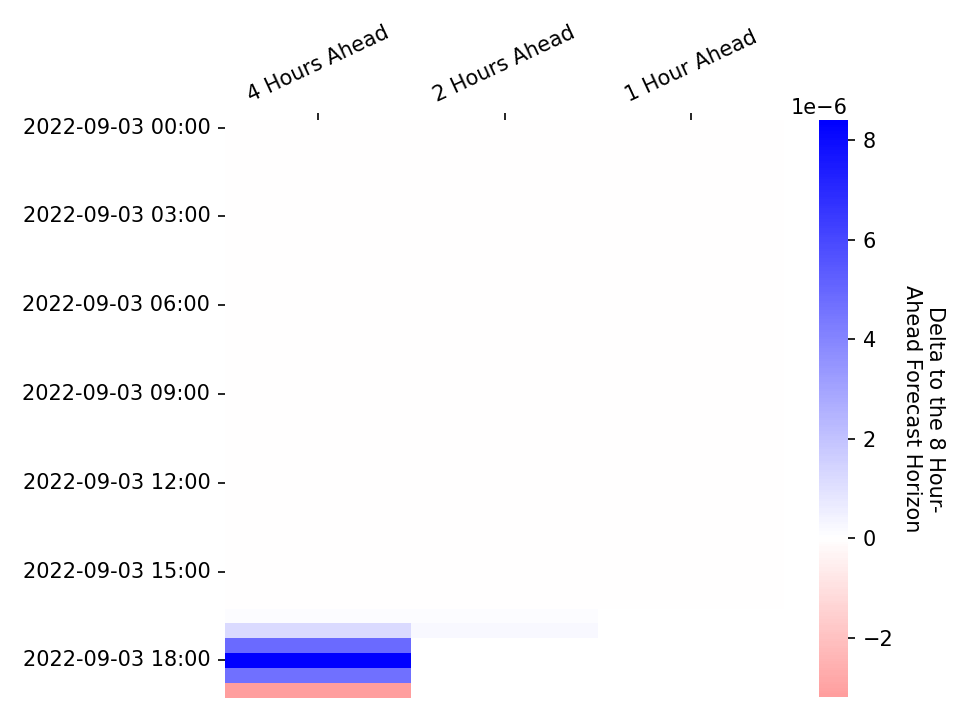 4 Hours Ahead
2 Hours Ahead
1 Hour Ahead
1e−6
2022-09-03 00:00
2022-09-03 03:00
2022-09-03 06:00
2022-09-03 09:00
2022-09-03 12:00
2022-09-03 15:00
2022-09-03 18:00
8
6
4
2
0
−2
Delta to the 8 Hour-
Ahead Forecast Horizon